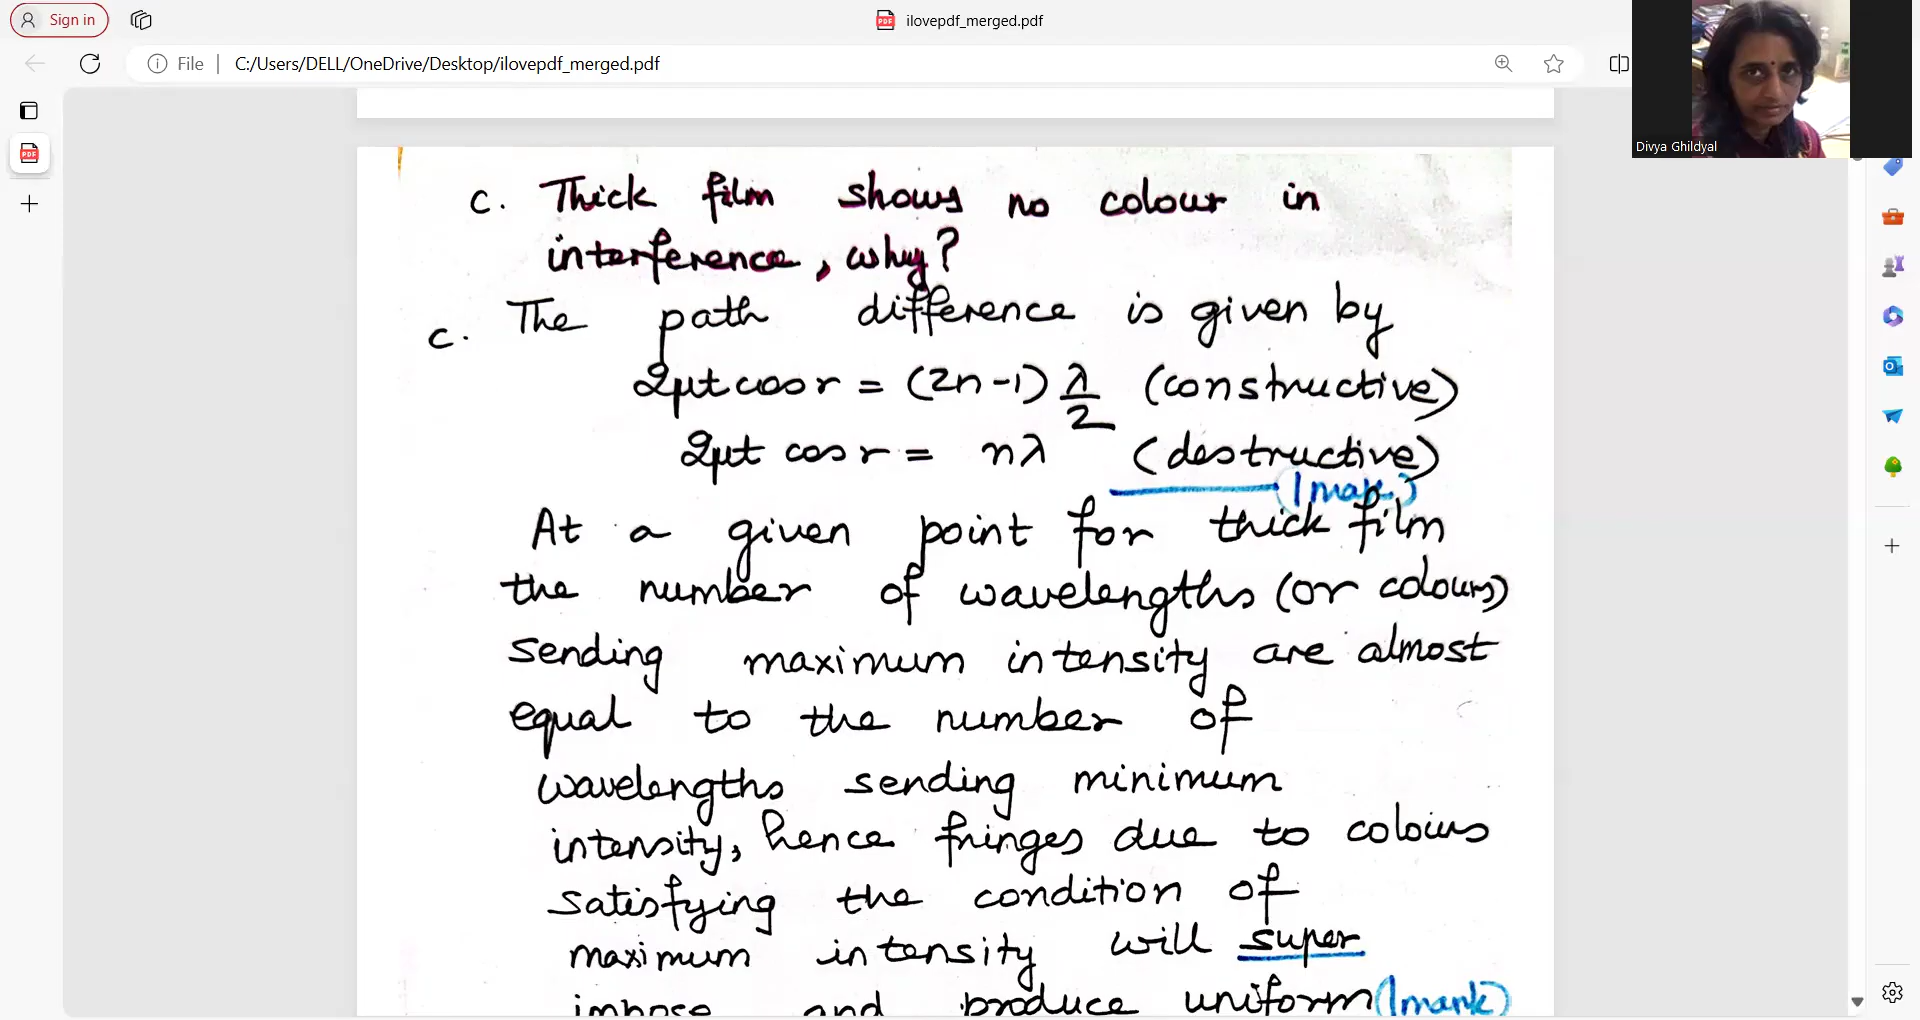 Sign in
ilovepdf_merged.pdf
File
C:/Users/DELL/OneDrive/Desktop/ilovepdf_merged.pdf
Divya Ghildyal
c. Thick film shows no colour in
interference, why?
c. The path difference is given by
2μt cos r = (2n-1) λ/2 (constructive)
2μt cos r = nλ (destructive)
(1 mark)
At a given point for thick film
the number of wavelengths (or colours)
sending maximum intensity are almost
equal to the number of
wavelengths sending minimum
intensity, hence fringes due to colours
satisfying the condition of
maximum intensity will super
impose and produce uniform (1 mark)